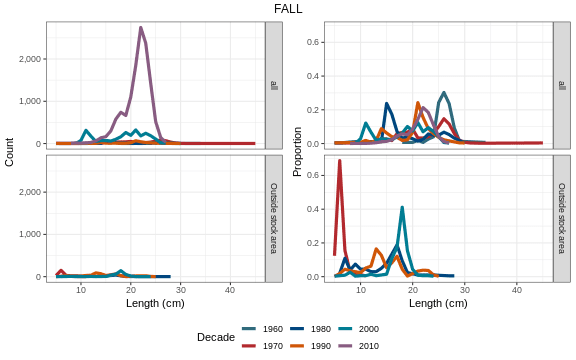 FALL
Count
2,000
1,000
0
all
2,000
1,000
0
Outside stock area
10 20 30 40
Length (cm)
Proportion
0.6
0.4
0.2
0.0
all
0.6
0.4
0.2
0.0
Outside stock area
10 20 30 40
Length (cm)
Decade
1960 1980 2000
1970 1990 2010